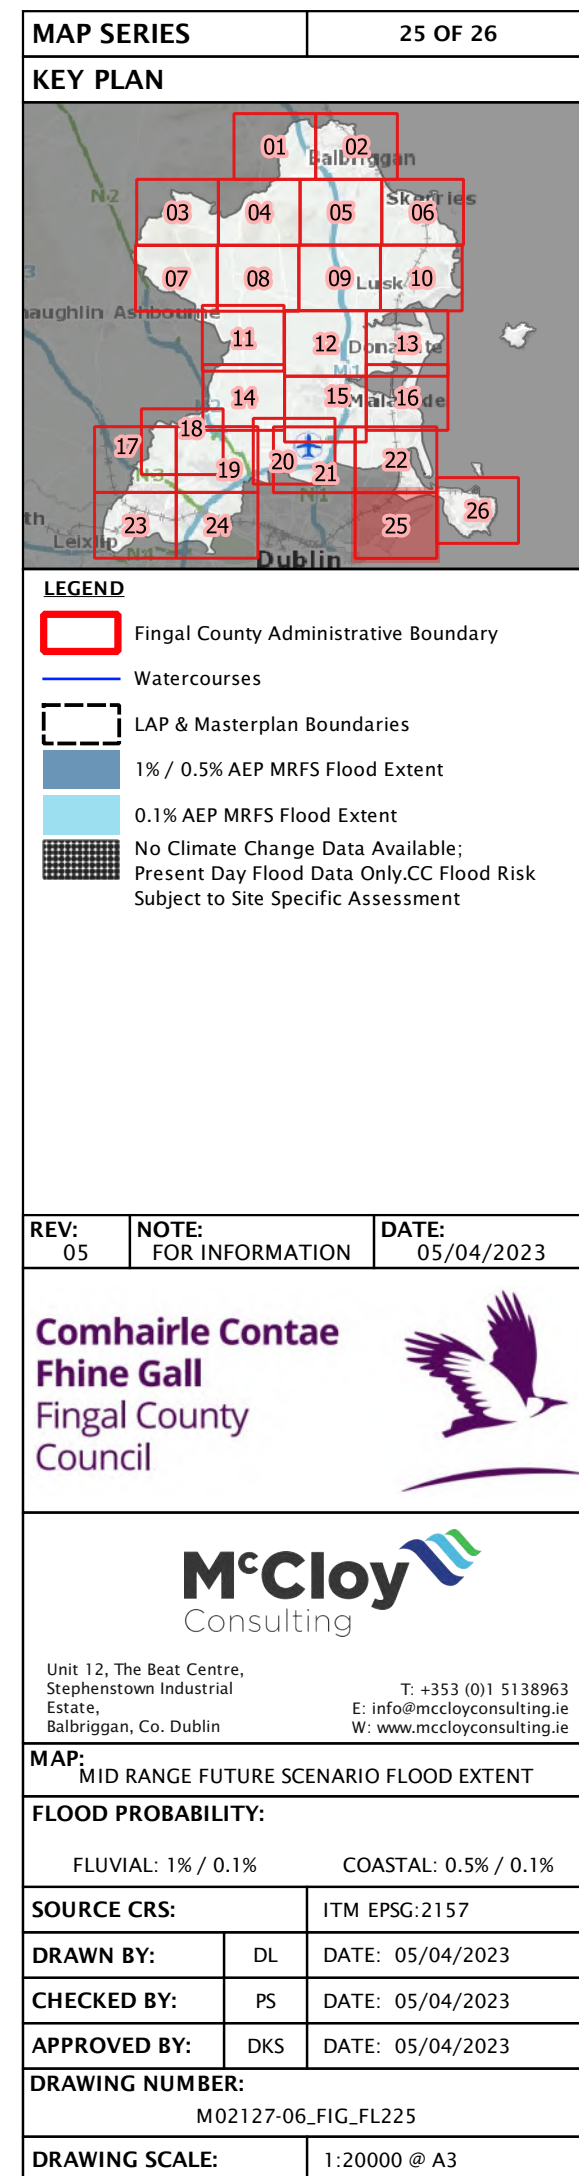 MAP SERIES
25 OF 26
KEY PLAN
01
02
Balbriggan
N2
Skerries
03
04
05
06
07
08
09
Lusk
10
Ashbourne
11
12
13
M1
14
15
16
17
18
19
20
21
22
N3
N1
23
24
25
26
Leixlip
Dublin
LEGEND
Fingal County Administrative Boundary
Watercourses
LAP & Masterplan Boundaries
1% / 0.5% AEP MRFS Flood Extent
0.1% AEP MRFS Flood Extent
No Climate Change Data Available;
Present Day Flood Data Only.CC Flood Risk
Subject to Site Specific Assessment
REV:
05
NOTE:
FOR INFORMATION
DATE:
05/04/2023
Comhairle Contae
Fhine Gall
Fingal County
Council
McCloy
Consulting
Unit 12, The Beat Centre,
Stephenstown Industrial
Estate,
Balbriggan, Co. Dublin
T: +353 (0)1 5138963
E: info@mccloyconsulting.ie
W: www.mccloyconsulting.ie
MAP:
MID RANGE FUTURE SCENARIO FLOOD EXTENT
FLOOD PROBABILITY:
FLUVIAL: 1% / 0.1%
COASTAL: 0.5% / 0.1%
SOURCE CRS:
ITM EPSG:2157
DRAWN BY:
DL
DATE: 05/04/2023
CHECKED BY:
PS
DATE: 05/04/2023
APPROVED BY:
DKS
DATE: 05/04/2023
DRAWING NUMBER:
M02127-06_FIG_FL225
DRAWING SCALE:
1:20000 @ A3